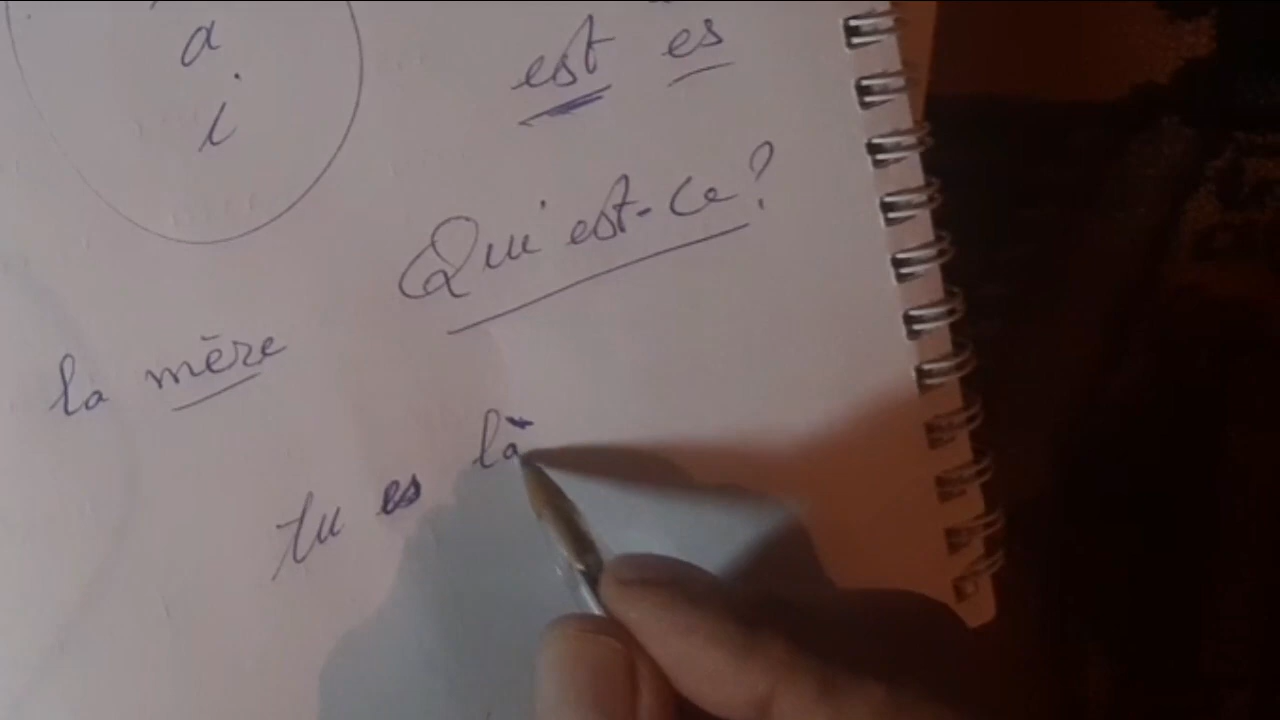 a
i
est es
Qui est-ce?
la mère
tu es là